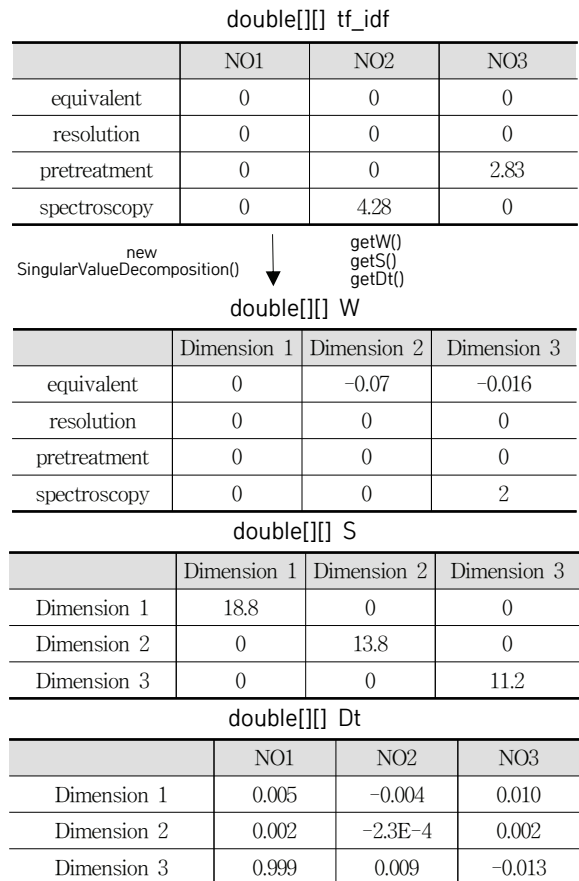 double[][] tf_idf
NO1 NO2 NO3
equivalent 0 0 0
resolution 0 0 0
pretreatment 0 0 2.83
spectroscopy 0 4.28 0
new
SingularValueDecomposition()
getW()
getS()
getDt()
double[][] W
Dimension 1 Dimension 2 Dimension 3
equivalent 0 -0.07 -0.016
resolution 0 0 0
pretreatment 0 0 0
spectroscopy 0 0 2
double[][] S
Dimension 1 Dimension 2 Dimension 3
Dimension 1 18.8 0 0
Dimension 2 0 13.8 0
Dimension 3 0 0 11.2
double[][] Dt
NO1 NO2 NO3
Dimension 1 0.005 -0.004 0.010
Dimension 2 0.002 -2.3E-4 0.002
Dimension 3 0.999 0.009 -0.013